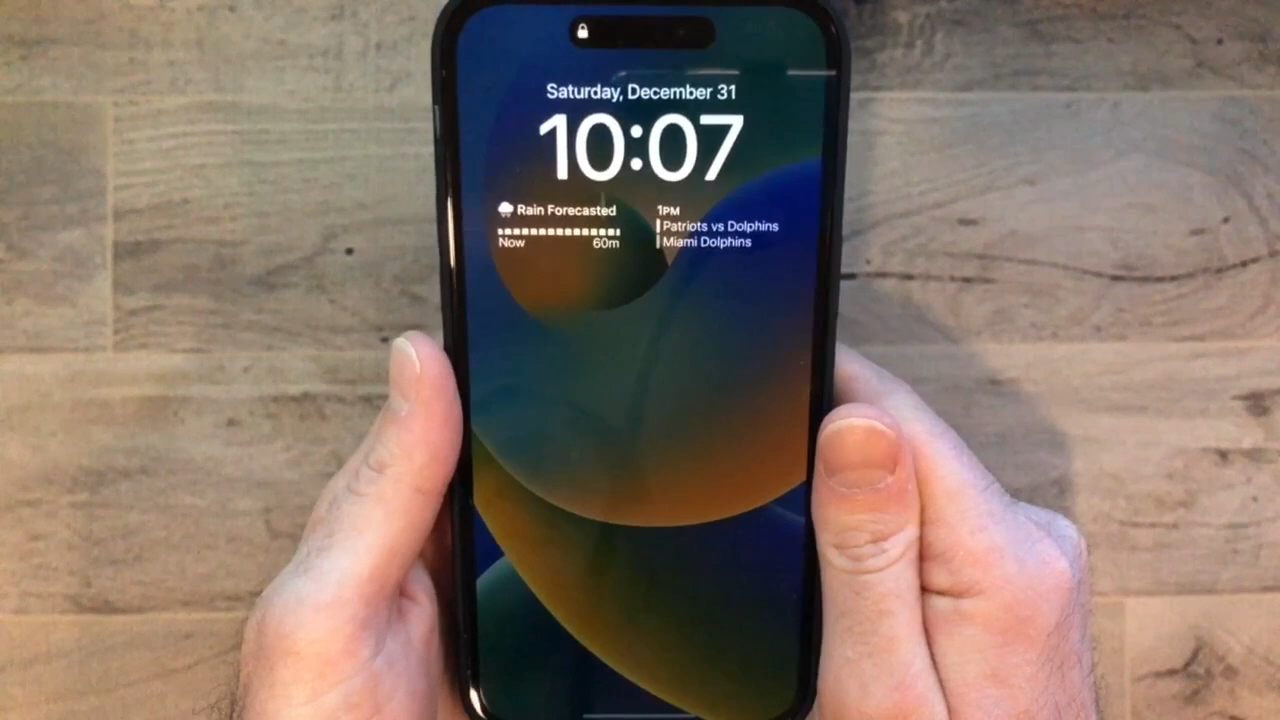 Saturday, December 31
10:07
Rain Forecasted
Now 60m
1PM
Patriots vs Dolphins
Miami Dolphins